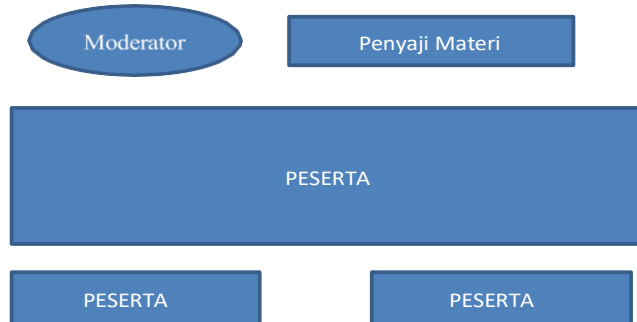 Moderator
Penyaji Materi
PESERTA
PESERTA
PESERTA